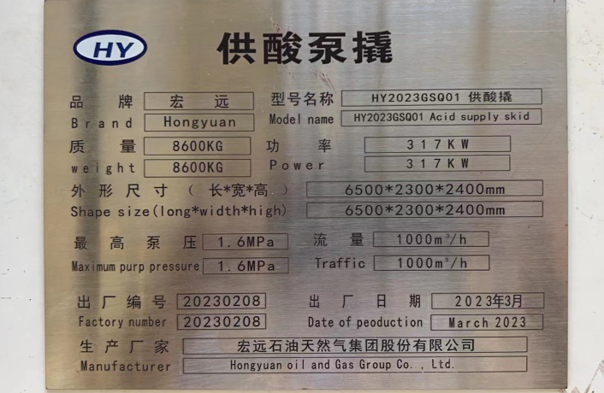 HY 供酸泵撬
品牌 宏远 型号名称 HY2023GSQ01 供酸撬
Brand Hongyuan Model name HY2023GSQ01 Acid supply skid
质量 8600KG 功率 317KW
weight 8600KG Power 317KW
外形尺寸(长*宽*高) 6500*2300*2400mm
Shape size(long*width*high) 6500*2300*2400mm
最高泵压 1.6MPa 流量 1000m³/h
Maximum purp pressure 1.6MPa Traffic 1000m³/h
出厂编号 20230208 出厂日期 2023年3月
Factory number 20230208 Date of peoduction March 2023
生产厂家 宏远石油天然气集团股份有限公司
Manufacturer Hongyuan oil and Gas Group Co., Ltd.